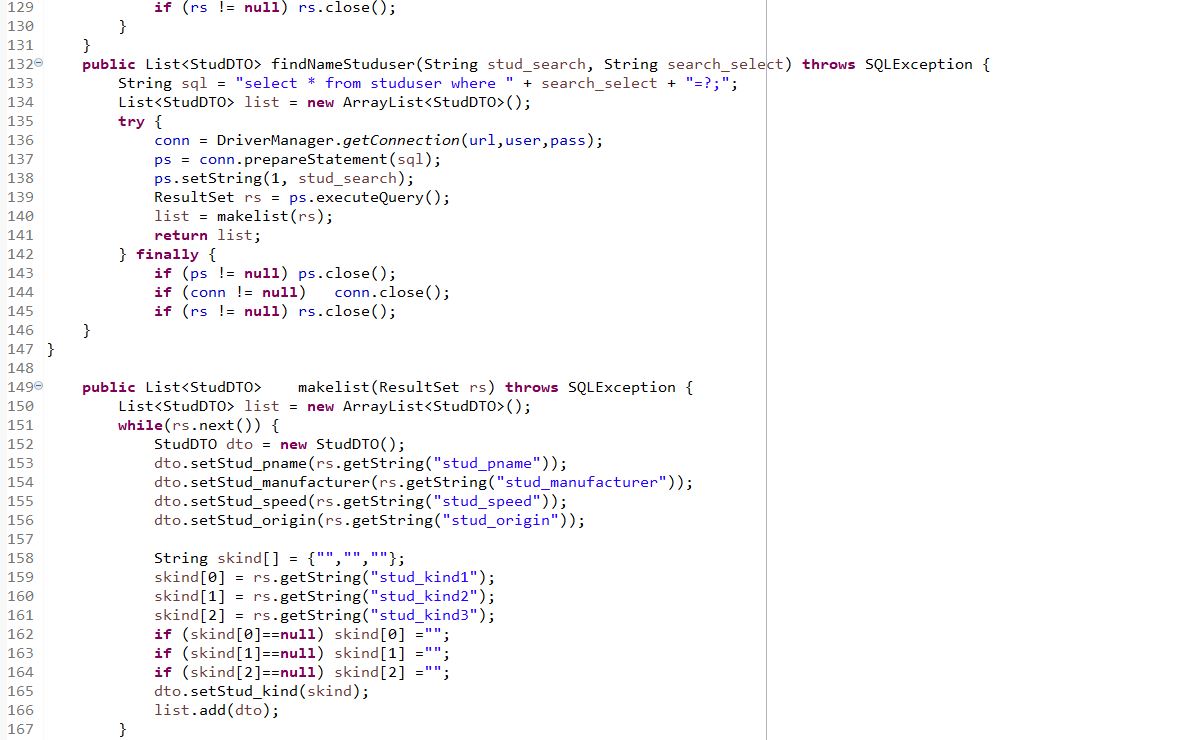 129             if (rs != null) rs.close();
130         }
131     }
132     public List<StudDTO> findNameStuduser(String stud_search, String search_select) throws SQLException {
133         String sql = "select * from studuser where " + search_select + "=?;";
134         List<StudDTO> list = new ArrayList<StudDTO>();
135         try {
136             conn = DriverManager.getConnection(url,user,pass);
137             ps = conn.prepareStatement(sql);
138             ps.setString(1, stud_search);
139             ResultSet rs = ps.executeQuery();
140             list = makelist(rs);
141             return list;
142         } finally {
143             if (ps != null) ps.close();
144             if (conn != null)   conn.close();
145             if (rs != null) rs.close();
146     }
147 }
148
149     public List<StudDTO>    makelist(ResultSet rs) throws SQLException {
150         List<StudDTO> list = new ArrayList<StudDTO>();
151         while(rs.next()) {
152             StudDTO dto = new StudDTO();
153             dto.setStud_pname(rs.getString("stud_pname"));
154             dto.setStud_manufacturer(rs.getString("stud_manufacturer"));
155             dto.setStud_speed(rs.getString("stud_speed"));
156             dto.setStud_origin(rs.getString("stud_origin"));
157
158             String skind[] = {"","",""};
159             skind[0] = rs.getString("stud_kind1");
160             skind[1] = rs.getString("stud_kind2");
161             skind[2] = rs.getString("stud_kind3");
162             if (skind[0]==null) skind[0] ="";
163             if (skind[1]==null) skind[1] ="";
164             if (skind[2]==null) skind[2] ="";
165             dto.setStud_kind(skind);
166             list.add(dto);
167         }